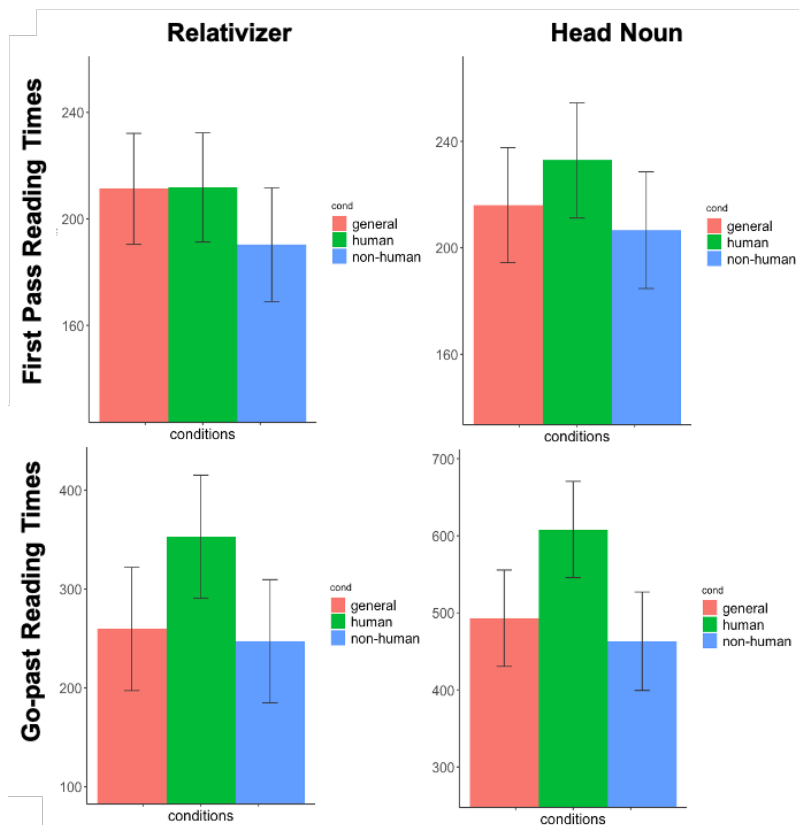 Relativizer
Head Noun
First Pass Reading Times
240
200
160
conditions
cond
general
human
non-human
240
200
160
conditions
cond
general
human
non-human
Go-past Reading Times
400
300
200
100
conditions
cond
general
human
non-human
700
600
500
400
300
conditions
cond
general
human
non-human